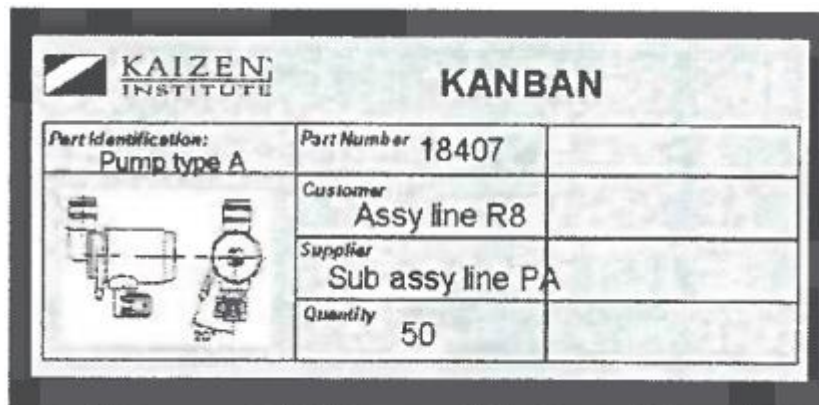 KAIZEN
INSTITUTE
KANBAN
Part Identification:
Pump type A
Part Number 18407
Customer
Assy line R8
Supplier
Sub assy line PA
Quantity
50